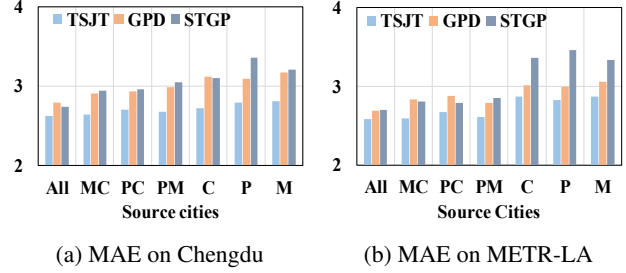 TSJT GPD STGP
4
3
2
All MC PC PM C P M
Source cities
(a) MAE on Chengdu
TSJT GPD STGP
4
3
2
All MC PC PM C P M
Source Cities
(b) MAE on METR-LA